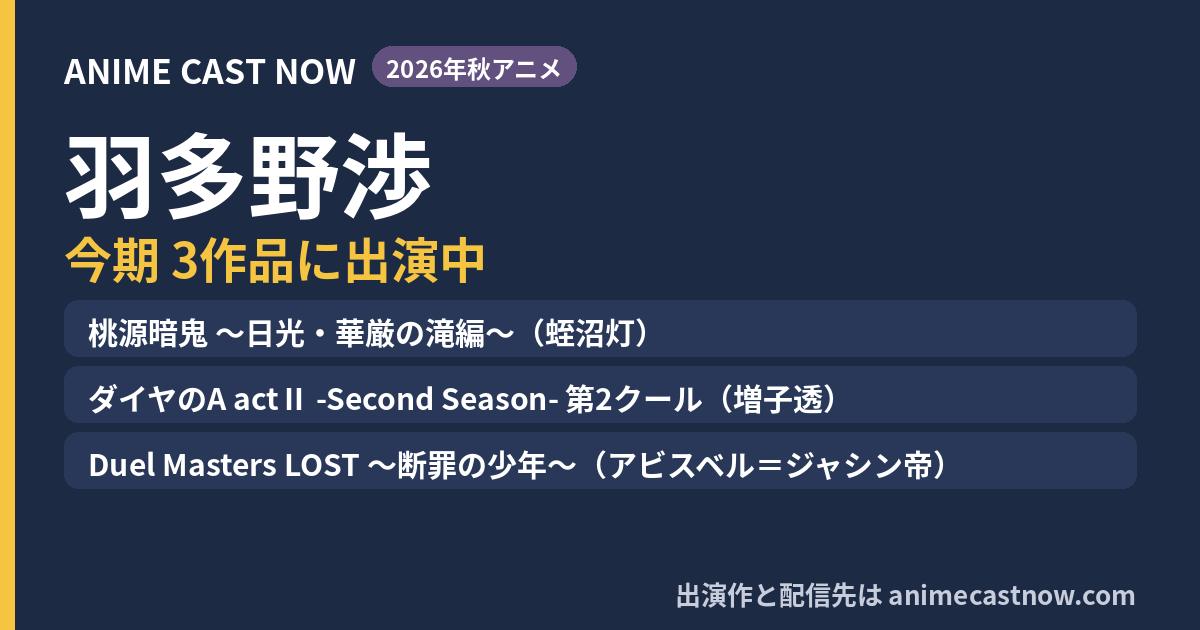 ANIME CAST NOW 2026年秋アニメ
羽多野渉
今期 3作品に出演中
桃源暗鬼 〜日光・華厳の滝編〜（蛭沼灯）
ダイヤのA actⅡ -Second Season- 第2クール（増子透）
Duel Masters LOST 〜断罪の少年〜（アビスベル＝ジャシン帝）
出演作と配信先は animecastnow.com